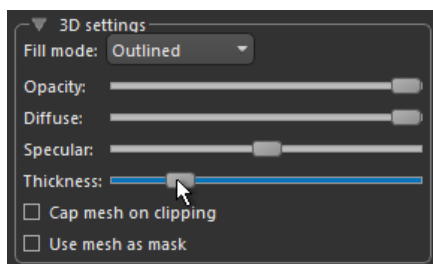 3D settings
Fill mode: Outlined
Opacity:
Diffuse:
Specular:
Thickness:
Cap mesh on clipping
Use mesh as mask